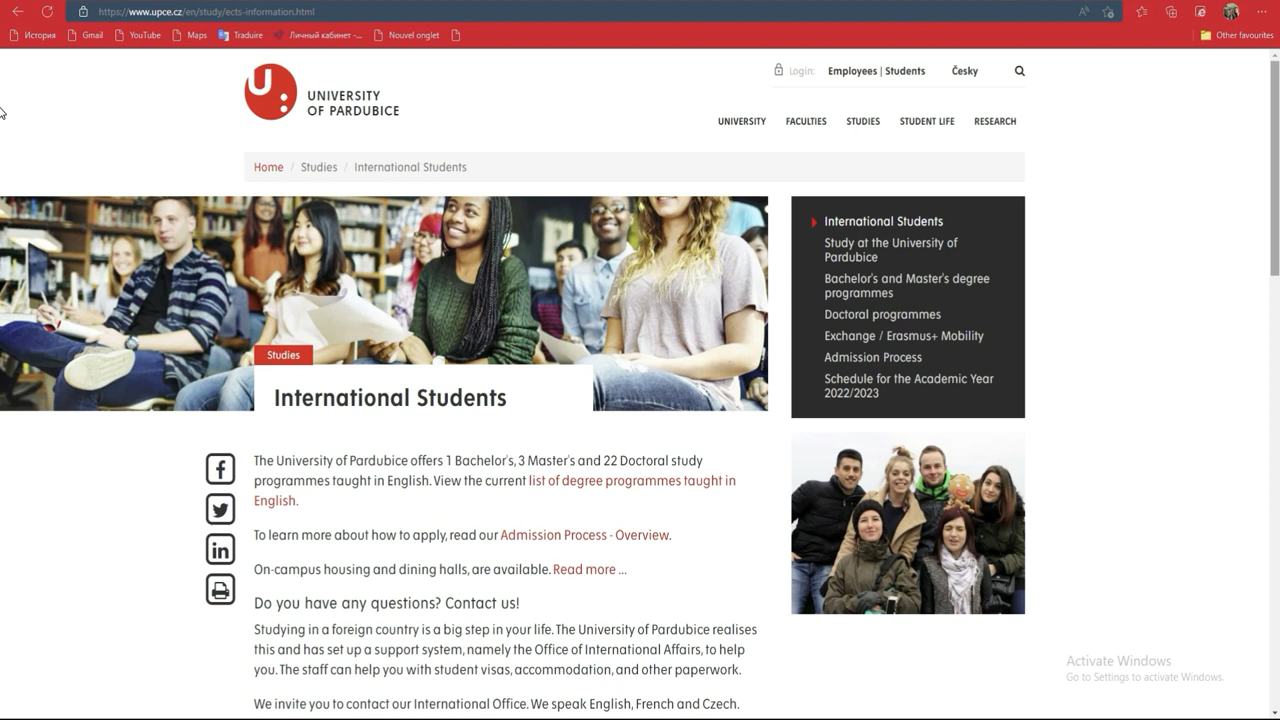 https://www.upce.cz/en/study/ects-information.html
История Gmail YouTube Maps Traduire Личный кабинет -... Nouvel onglet Other favourites
Login: Employees | Students Česky
UNIVERSITY
OF PARDUBICE
UNIVERSITY FACULTIES STUDIES STUDENT LIFE RESEARCH
Home / Studies / International Students
Studies
International Students
The University of Pardubice offers 1 Bachelor's, 3 Master's and 22 Doctoral study
programmes taught in English. View the current list of degree programmes taught in
English.
To learn more about how to apply, read our Admission Process - Overview.
On-campus housing and dining halls, are available. Read more ...
Do you have any questions? Contact us!
Studying in a foreign country is a big step in your life. The University of Pardubice realises
this and has set up a support system, namely the Office of International Affairs, to help
you. The staff can help you with student visas, accommodation, and other paperwork.
We invite you to contact our International Office. We speak English, French and Czech.
International Students
Study at the University of
Pardubice
Bachelor's and Master's degree
programmes
Doctoral programmes
Exchange / Erasmus+ Mobility
Admission Process
Schedule for the Academic Year
2022/2023
Activate Windows
Go to Settings to activate Windows.